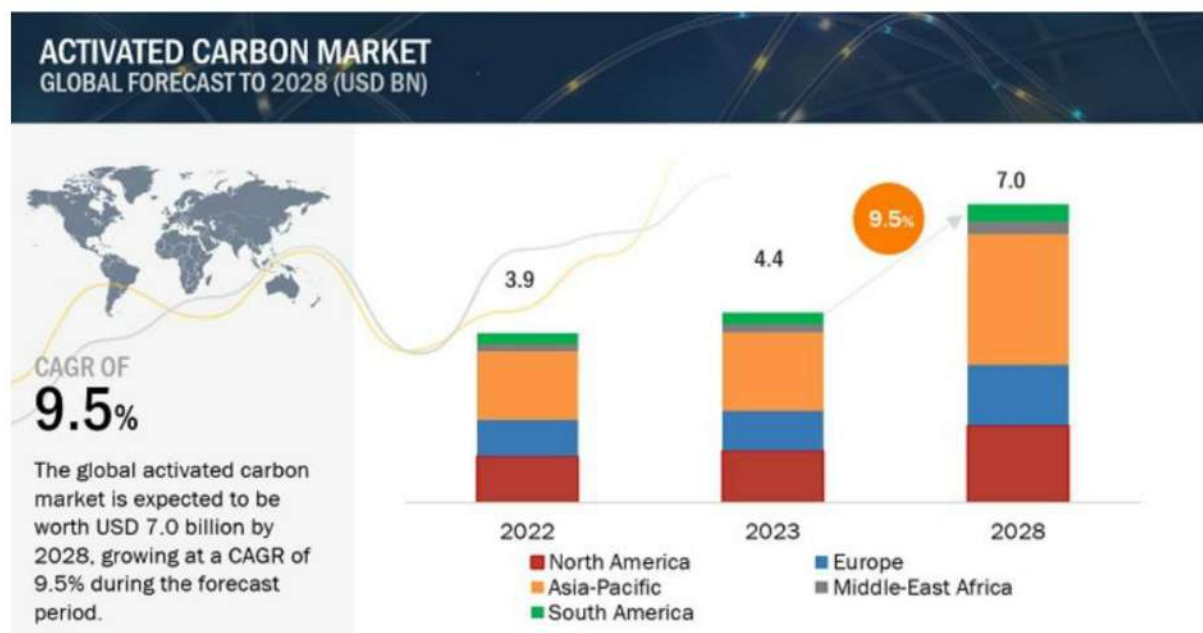 ACTIVATED CARBON MARKET
GLOBAL FORECAST TO 2028 (USD BN)
CAGR OF
9.5%
The global activated carbon
market is expected to be
worth USD 7.0 billion by
2028, growing at a CAGR of
9.5% during the forecast
period.
3.9
4.4
9.5%
7.0
2022
2023
2028
North America
Europe
Asia-Pacific
Middle-East Africa
South America